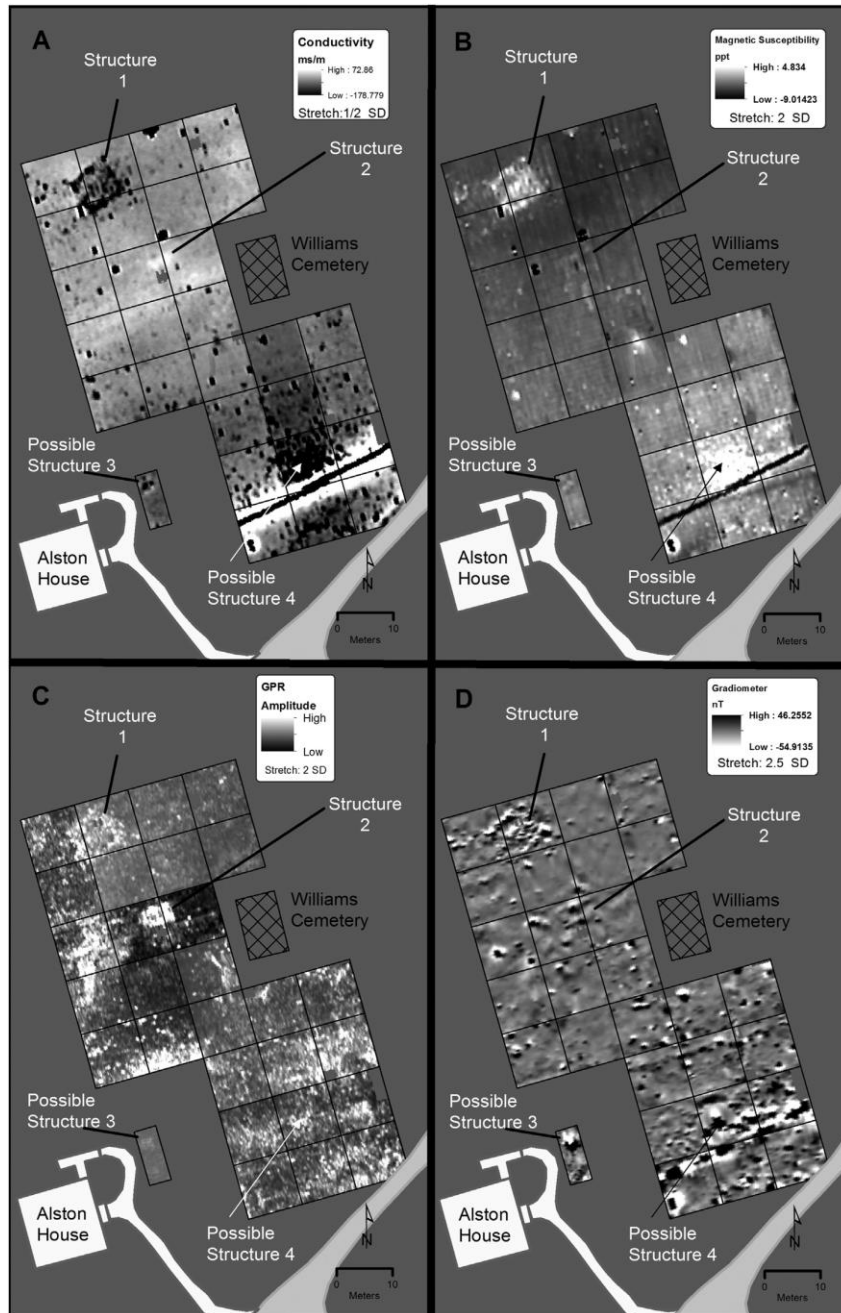 A
Structure
1
Conductivity
ms/m
High : 72.86
Low : -178.779
Stretch:1/2 SD
Structure
2
Williams
Cemetery
Possible
Structure 3
Alston
House
Possible
Structure 4
N
0 10
Meters
B
Structure
1
Magnetic Susceptibility
ppt
High : 4.834
Low : -9.01423
Stretch: 2 SD
Structure
2
Williams
Cemetery
Possible
Structure 3
Alston
House
Possible
Structure 4
N
0 10
Meters
C
Structure
1
GPR
Amplitude
High
Low
Stretch: 2 SD
Structure
2
Williams
Cemetery
Possible
Structure 3
Alston
House
Possible
Structure 4
N
0 10
Meters
D
Structure
1
Gradiometer
nT
High : 46.2552
Low : -54.9135
Stretch: 2.5 SD
Structure
2
Williams
Cemetery
Possible
Structure 3
Alston
House
Possible
Structure 4
N
0 10
Meters